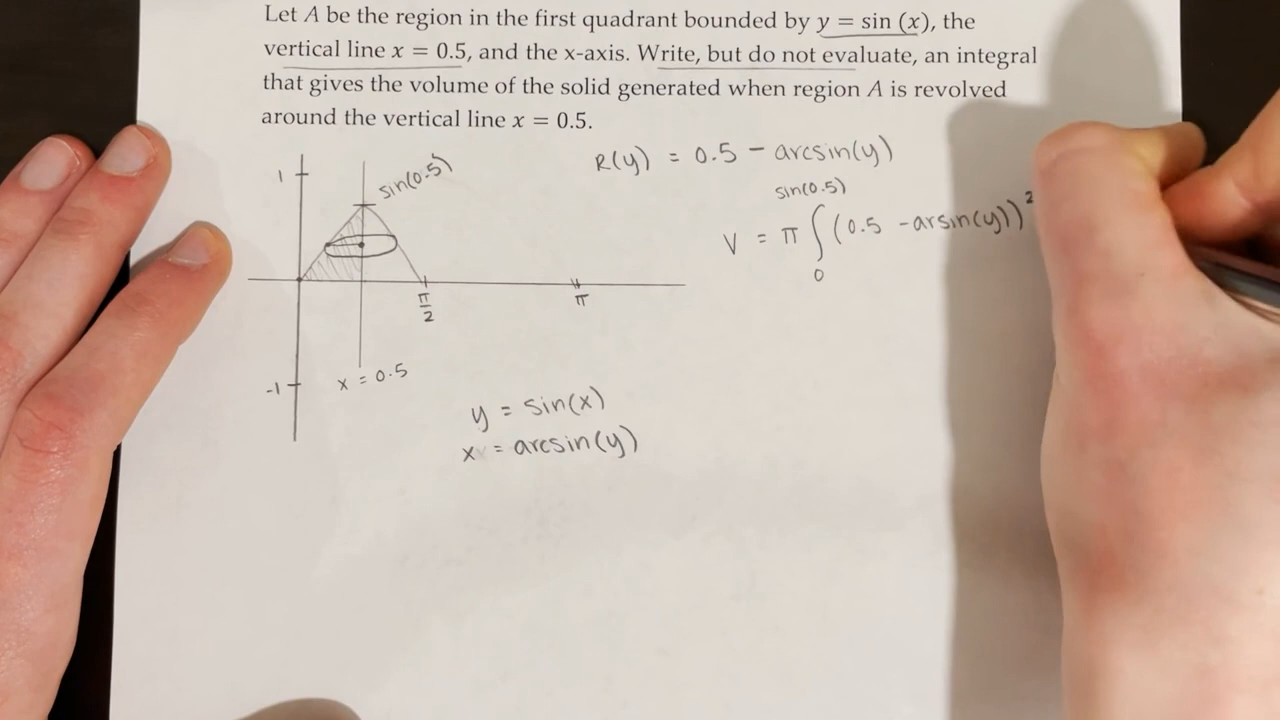 Let A be the region in the first quadrant bounded by y = sin (x), the
vertical line x = 0.5, and the x-axis. Write, but do not evaluate, an integral
that gives the volume of the solid generated when region A is revolved
around the vertical line x = 0.5.
R(y) = 0.5 - arcsin(y)
1
sin(0.5)
sin(0.5)
V = π ∫ (0.5 - arsin(y))²
0
π/2
π
-1
x = 0.5
y = sin(x)
x = arcsin(y)